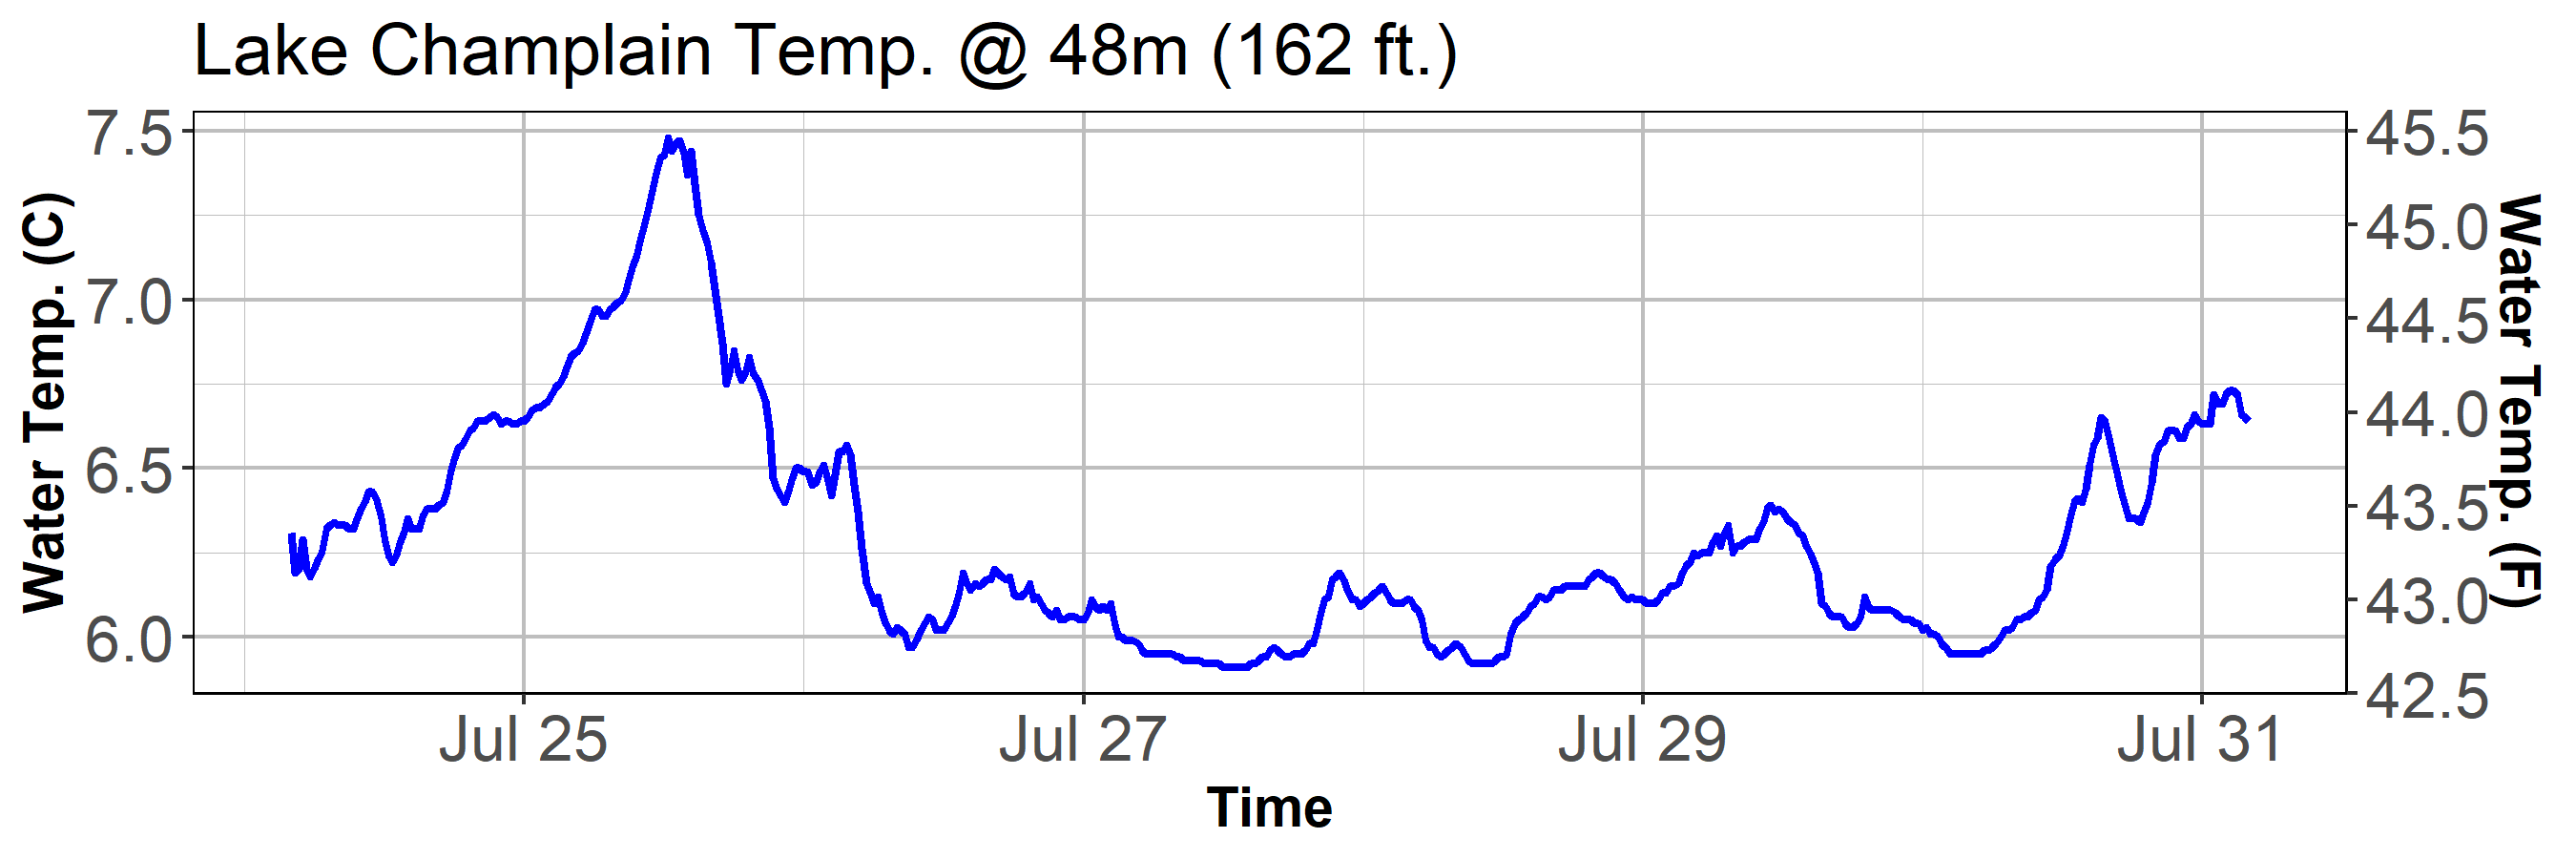 Lake Champlain Temp. @ 48m (162 ft.)
Water Temp. (C)
7.5
7.0
6.5
6.0
45.5
45.0
44.5
44.0
43.5
43.0
42.5
Water Temp. (F)
Jul 25 Jul 27 Jul 29 Jul 31
Time